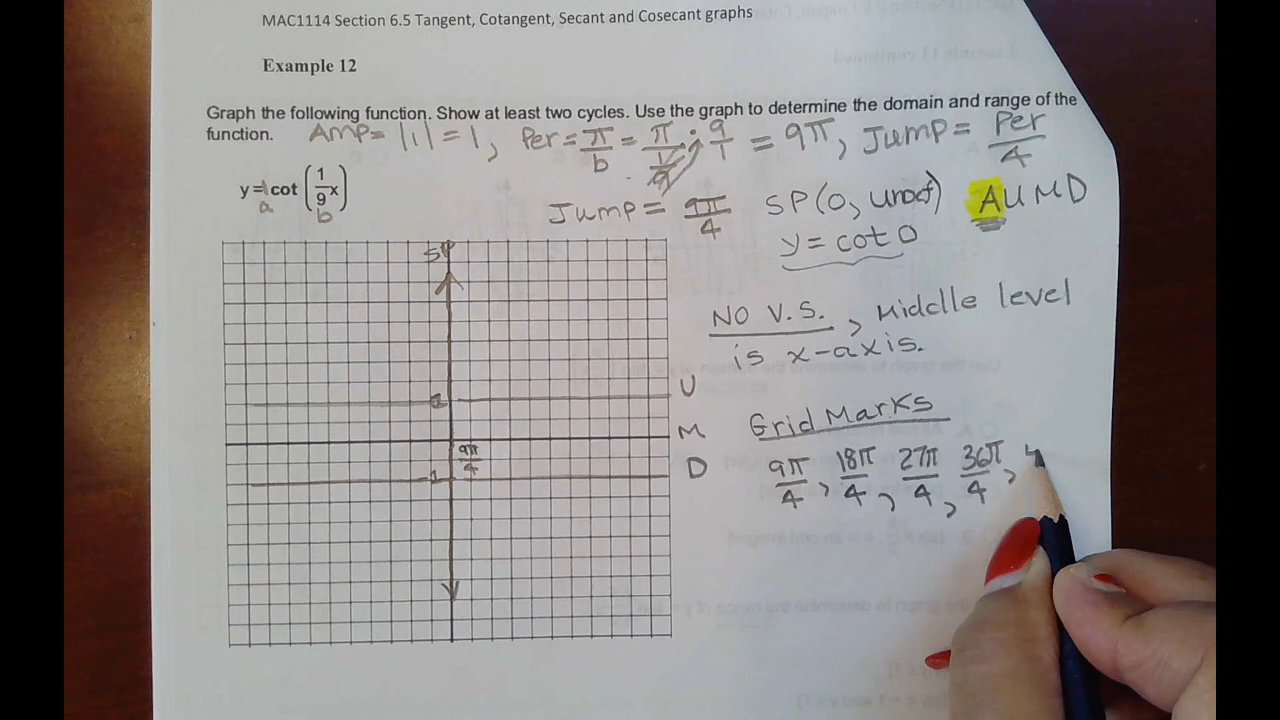 MAC1114 Section 6.5 Tangent, Cotangent, Secant and Cosecant graphs
Example 12
Graph the following function. Show at least two cycles. Use the graph to determine the domain and range of the
function. Amp = |1| = 1, Per = π/b = π/(1/9) · 9/1 = 9π, Jump = Per/4
y = 1 cot (1/9 x)
a b
Jump = 9π/4 SP(0, undf) AUMD
y = cot 0
NO V.S., Middle level
is x-axis.
SP
U
1
M
9π/4
D
-1
Grid Marks
9π/4, 18π/4, 27π/4, 36π/4, 4